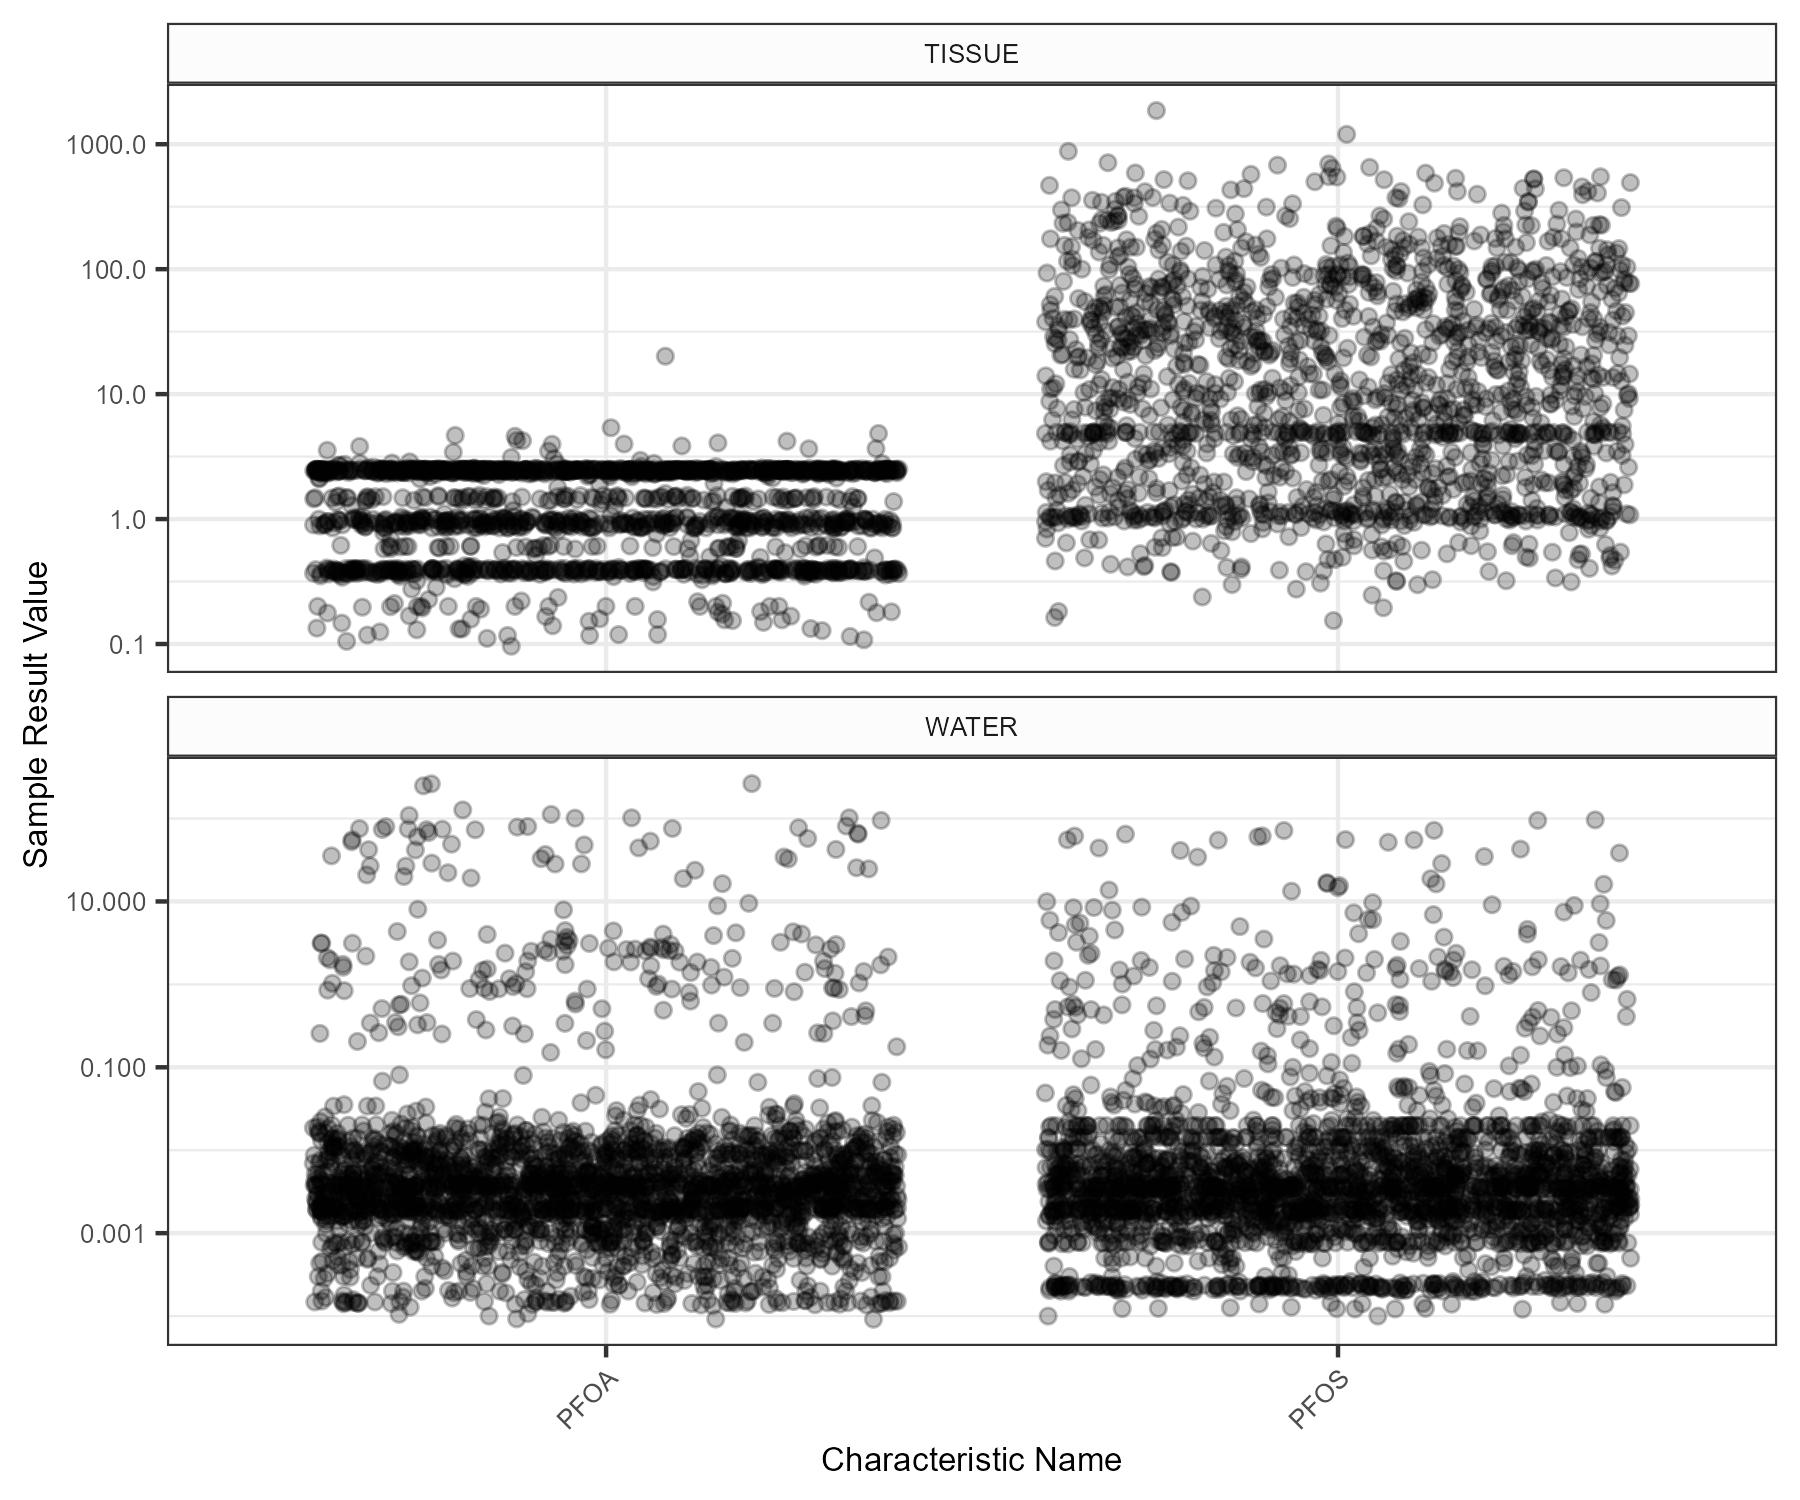 TISSUE
1000.0
100.0
10.0
1.0
0.1
Sample Result Value
WATER
10.000
0.100
0.001
PFOA
PFOS
Characteristic Name